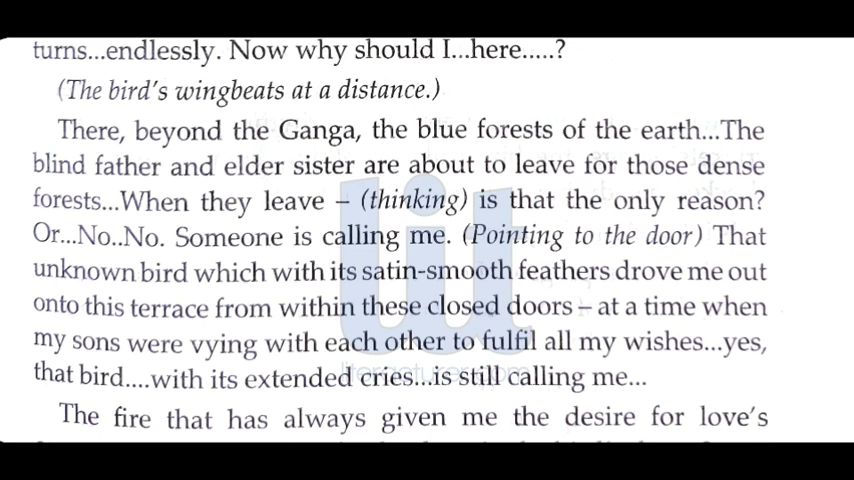 turns...endlessly. Now why should I...here.....?
(The bird's wingbeats at a distance.)
There, beyond the Ganga, the blue forests of the earth...The
blind father and elder sister are about to leave for those dense
forests...When they leave – (thinking) is that the only reason?
Or...No..No. Someone is calling me. (Pointing to the door) That
unknown bird which with its satin-smooth feathers drove me out
onto this terrace from within these closed doors – at a time when
my sons were vying with each other to fulfil all my wishes...yes,
that bird....with its extended cries...is still calling me...
The fire that has always given me the desire for love's